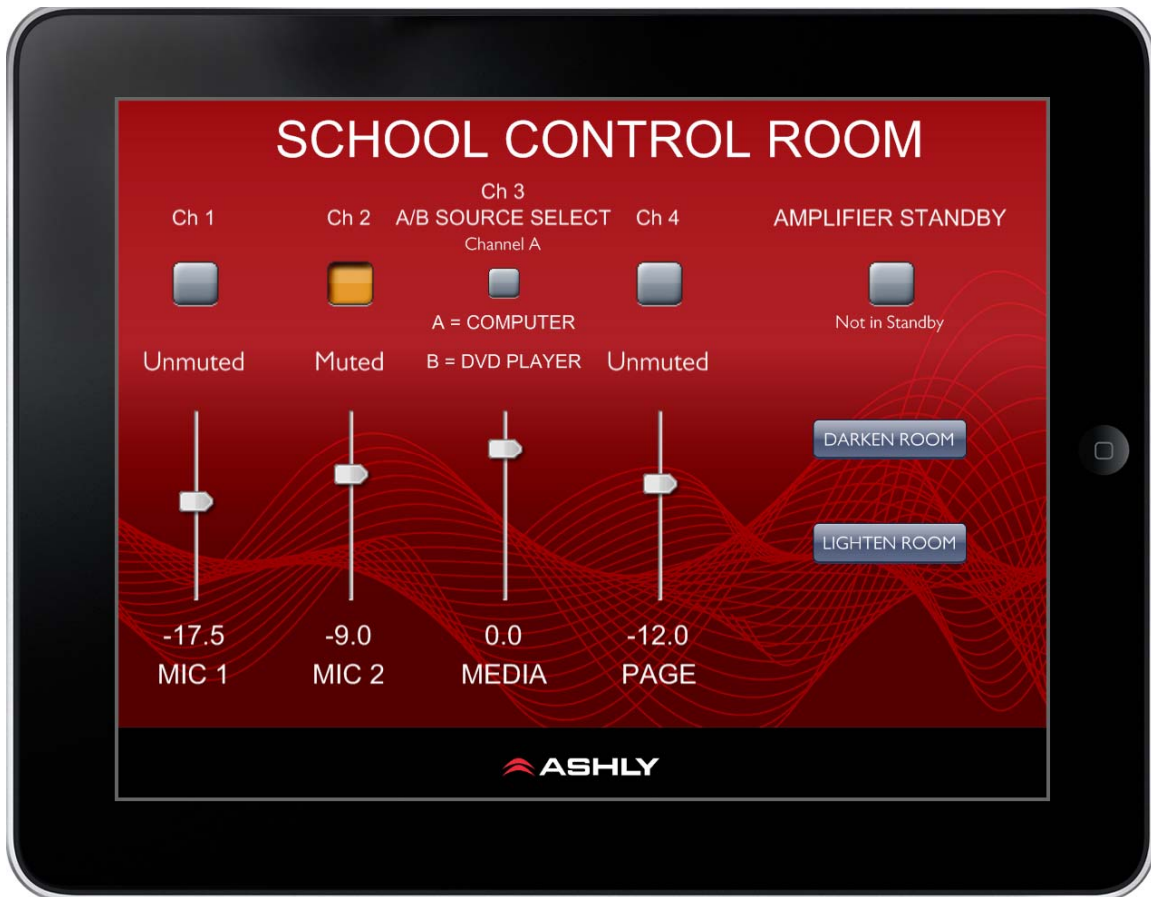 SCHOOL CONTROL ROOM
Ch 1
Ch 2
Ch 3
A/B SOURCE SELECT
Channel A
Ch 4
AMPLIFIER STANDBY
A = COMPUTER
Not in Standby
Unmuted
Muted
B = DVD PLAYER
Unmuted
DARKEN ROOM
LIGHTEN ROOM
-17.5
-9.0
0.0
-12.0
MIC 1
MIC 2
MEDIA
PAGE
ASHLY